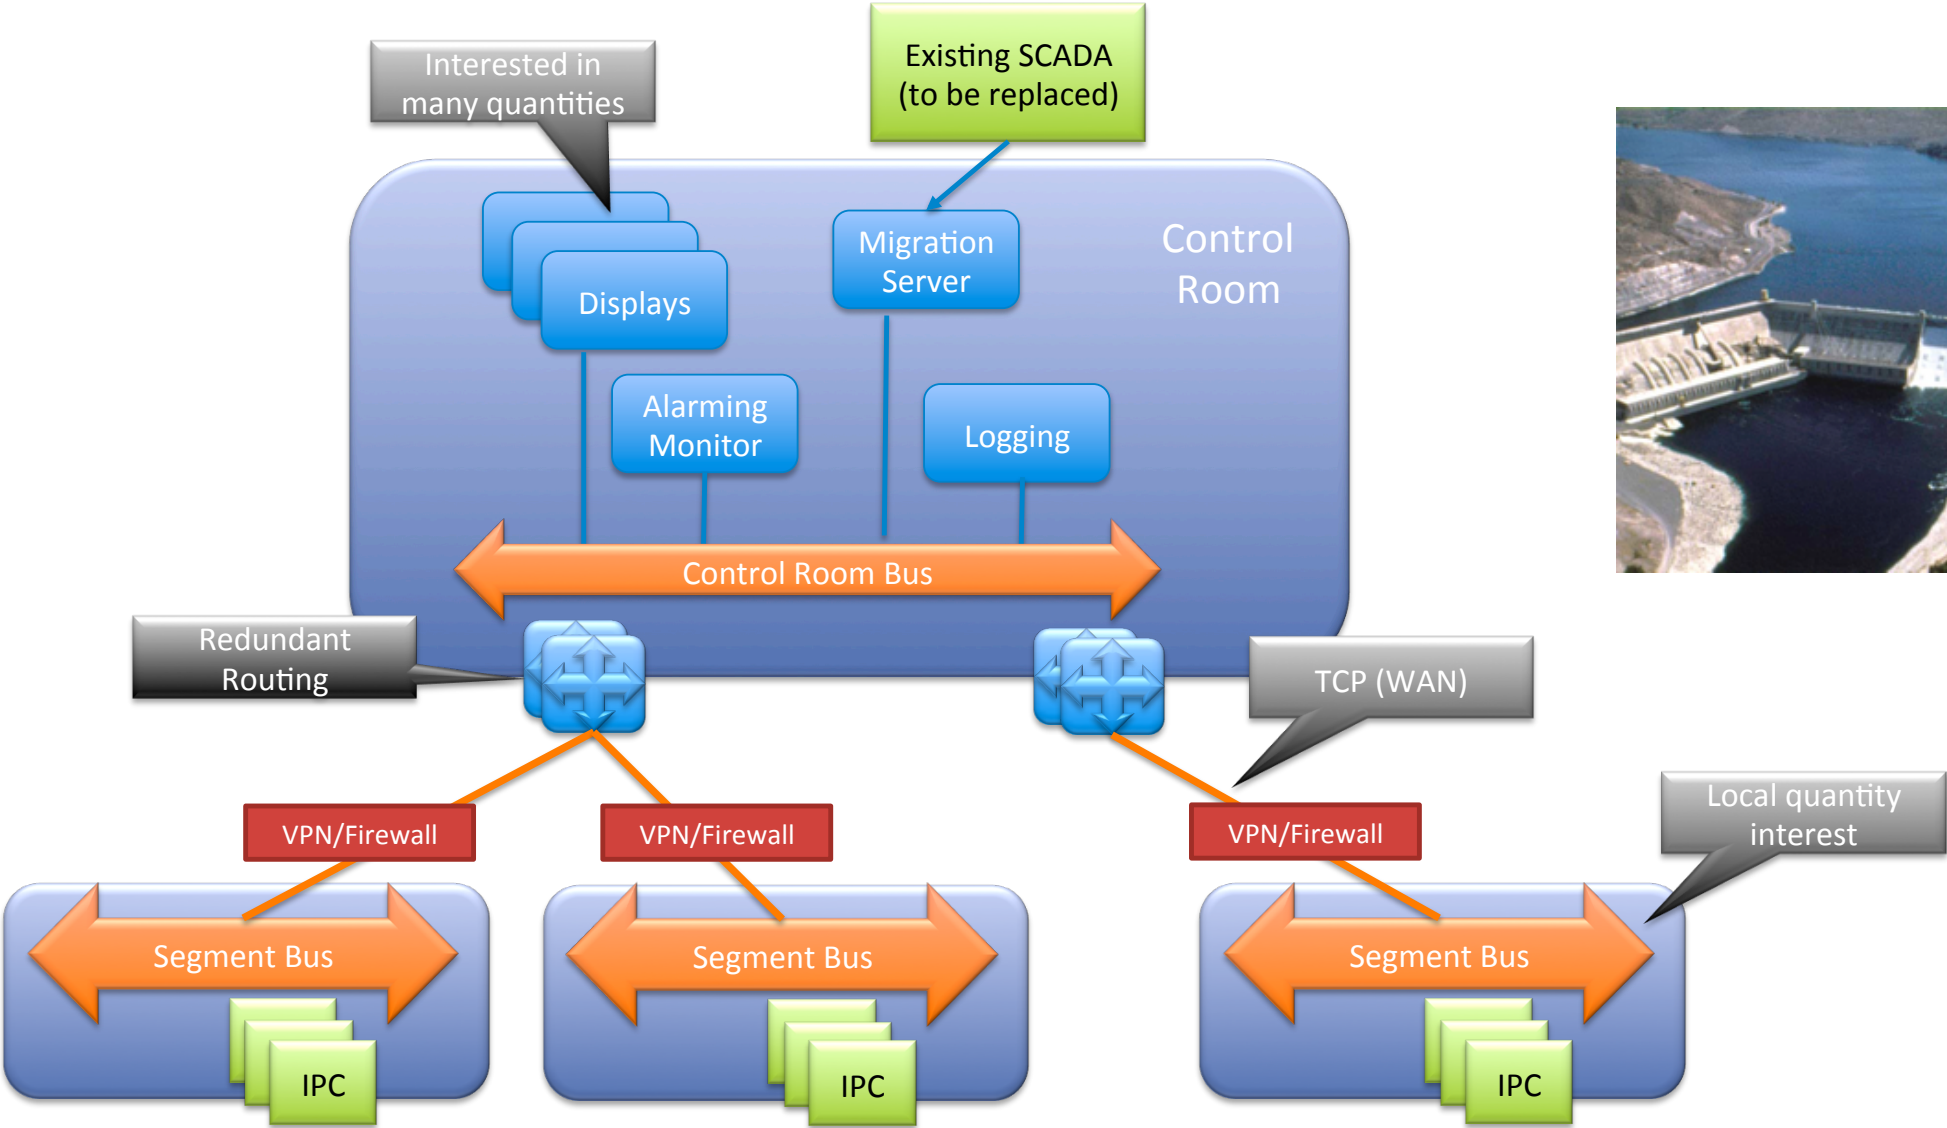 Interested in
many quantities
Existing SCADA
(to be replaced)
Control
Room
Migration
Server
Displays
Alarming
Monitor
Logging
Control Room Bus
Redundant
Routing
TCP (WAN)
Local quantity
interest
VPN/Firewall
VPN/Firewall
VPN/Firewall
Segment Bus
Segment Bus
Segment Bus
IPC
IPC
IPC